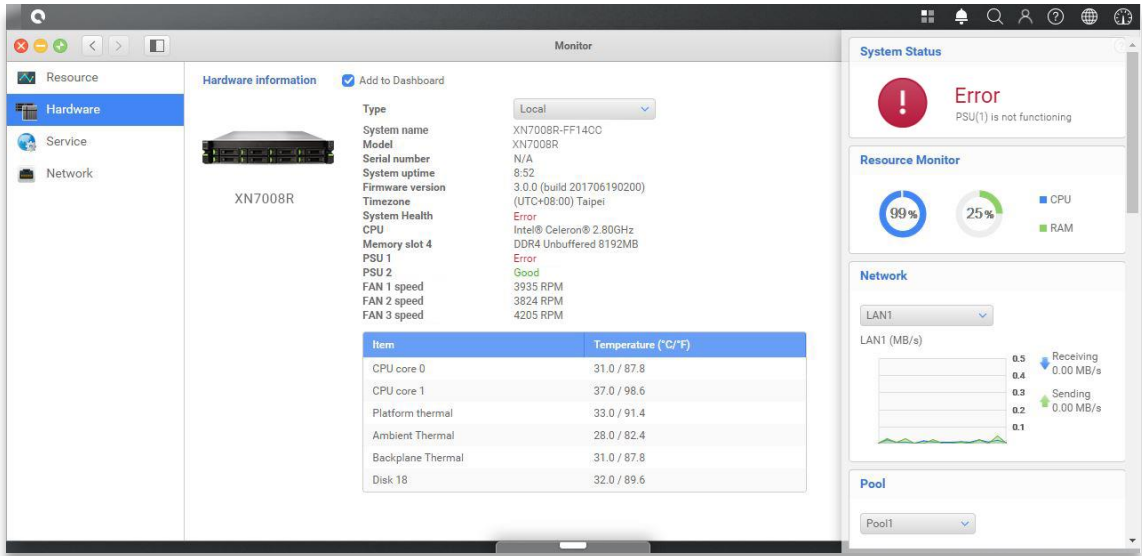 Monitor
Resource
Hardware
Service
Network
Hardware information
Add to Dashboard
XN7008R
Type Local
System name XN7008R-FF14CC
Model XN7008R
Serial number N/A
System uptime 8:52
Firmware version 3.0.0 (build 201706190200)
Timezone (UTC+08:00) Taipei
System Health Error
CPU Intel® Celeron® 2.80GHz
Memory slot 4 DDR4 Unbuffered 8192MB
PSU 1 Error
PSU 2 Good
FAN 1 speed 3935 RPM
FAN 2 speed 3824 RPM
FAN 3 speed 4205 RPM
Item Temperature (°C/°F)
CPU core 0 31.0 / 87.8
CPU core 1 37.0 / 98.6
Platform thermal 33.0 / 91.4
Ambient Thermal 28.0 / 82.4
Backplane Thermal 31.0 / 87.8
Disk 18 32.0 / 89.6
System Status
Error
PSU(1) is not functioning
Resource Monitor
99%
25%
CPU
RAM
Network
LAN1
LAN1 (MB/s)
0.5
0.4
0.3
0.2
0.1
Receiving
0.00 MB/s
Sending
0.00 MB/s
Pool
Pool1